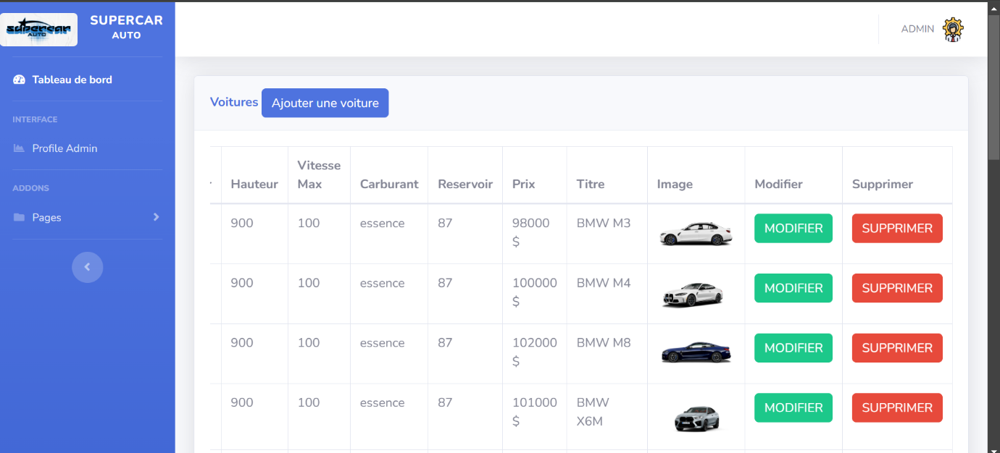 supercar
AUTO
SUPERCAR
AUTO
ADMIN
Tableau de bord
INTERFACE
Profile Admin
ADDONS
Pages
Voitures
Ajouter une voiture
Hauteur Vitesse Max Carburant Reservoir Prix Titre Image Modifier Supprimer
900 100 essence 87 98000 $ BMW M3 MODIFIER SUPPRIMER
900 100 essence 87 100000 $ BMW M4 MODIFIER SUPPRIMER
900 100 essence 87 102000 $ BMW M8 MODIFIER SUPPRIMER
900 100 essence 87 101000 $ BMW X6M MODIFIER SUPPRIMER